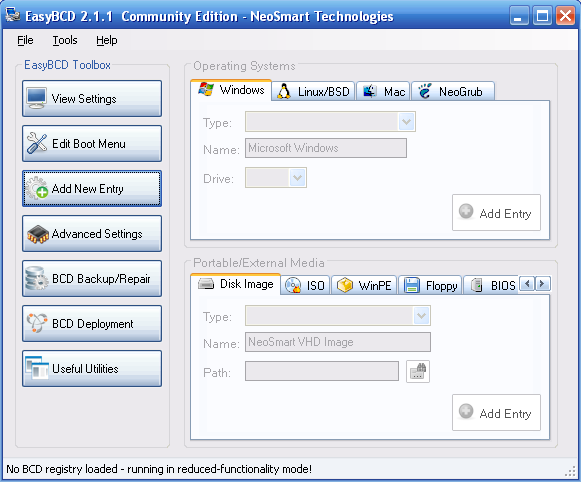 EasyBCD 2.1.1 Community Edition - NeoSmart Technologies
File Tools Help
EasyBCD Toolbox
View Settings
Edit Boot Menu
Add New Entry
Advanced Settings
BCD Backup/Repair
BCD Deployment
Useful Utilities
Operating Systems
Windows Linux/BSD Mac NeoGrub
Type:
Name: Microsoft Windows
Drive:
Add Entry
Portable/External Media
Disk Image ISO WinPE Floppy BIOS
Type:
Name: NeoSmart VHD Image
Path:
Add Entry
No BCD registry loaded - running in reduced-functionality mode!